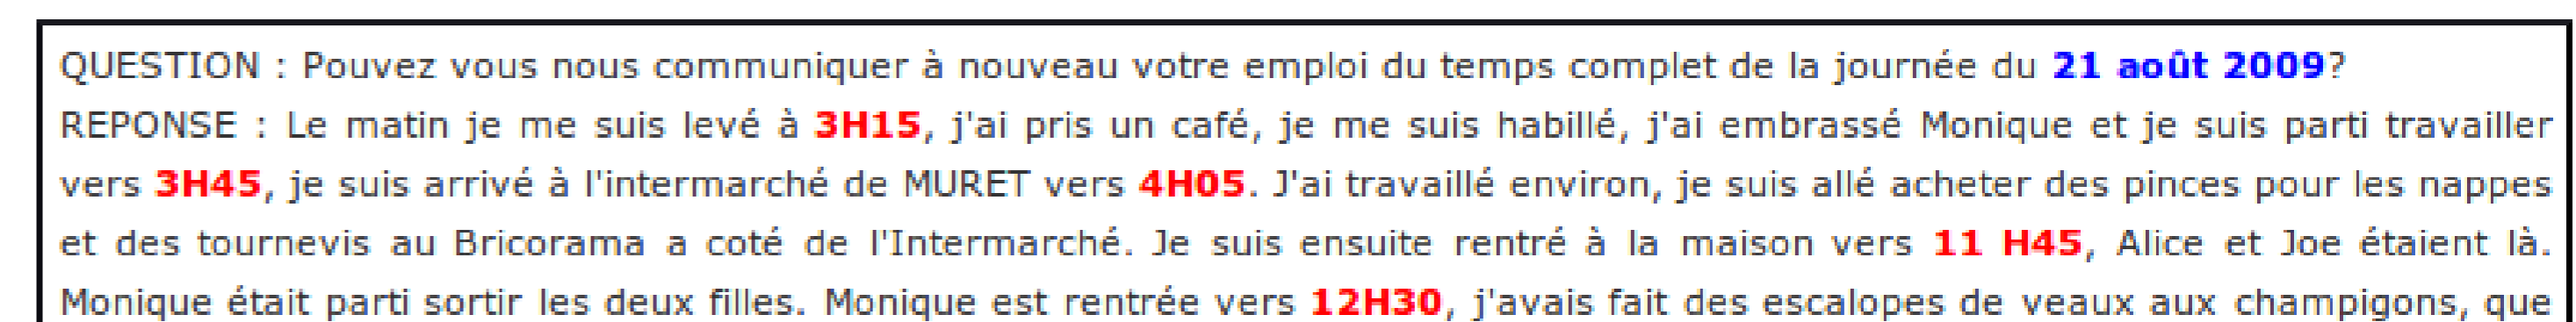 QUESTION : Pouvez vous nous communiquer à nouveau votre emploi du temps complet de la journée du 21 août 2009?
REPONSE : Le matin je me suis levé à 3H15, j'ai pris un café, je me suis habillé, j'ai embrassé Monique et je suis parti travailler
vers 3H45, je suis arrivé à l'intermarché de MURET vers 4H05. J'ai travaillé environ, je suis allé acheter des pinces pour les nappes
et des tournevis au Bricorama a coté de l'Intermarché. Je suis ensuite rentré à la maison vers 11 H45, Alice et Joe étaient là.
Monique était parti sortir les deux filles. Monique est rentrée vers 12H30, j'avais fait des escalopes de veaux aux champigons, que